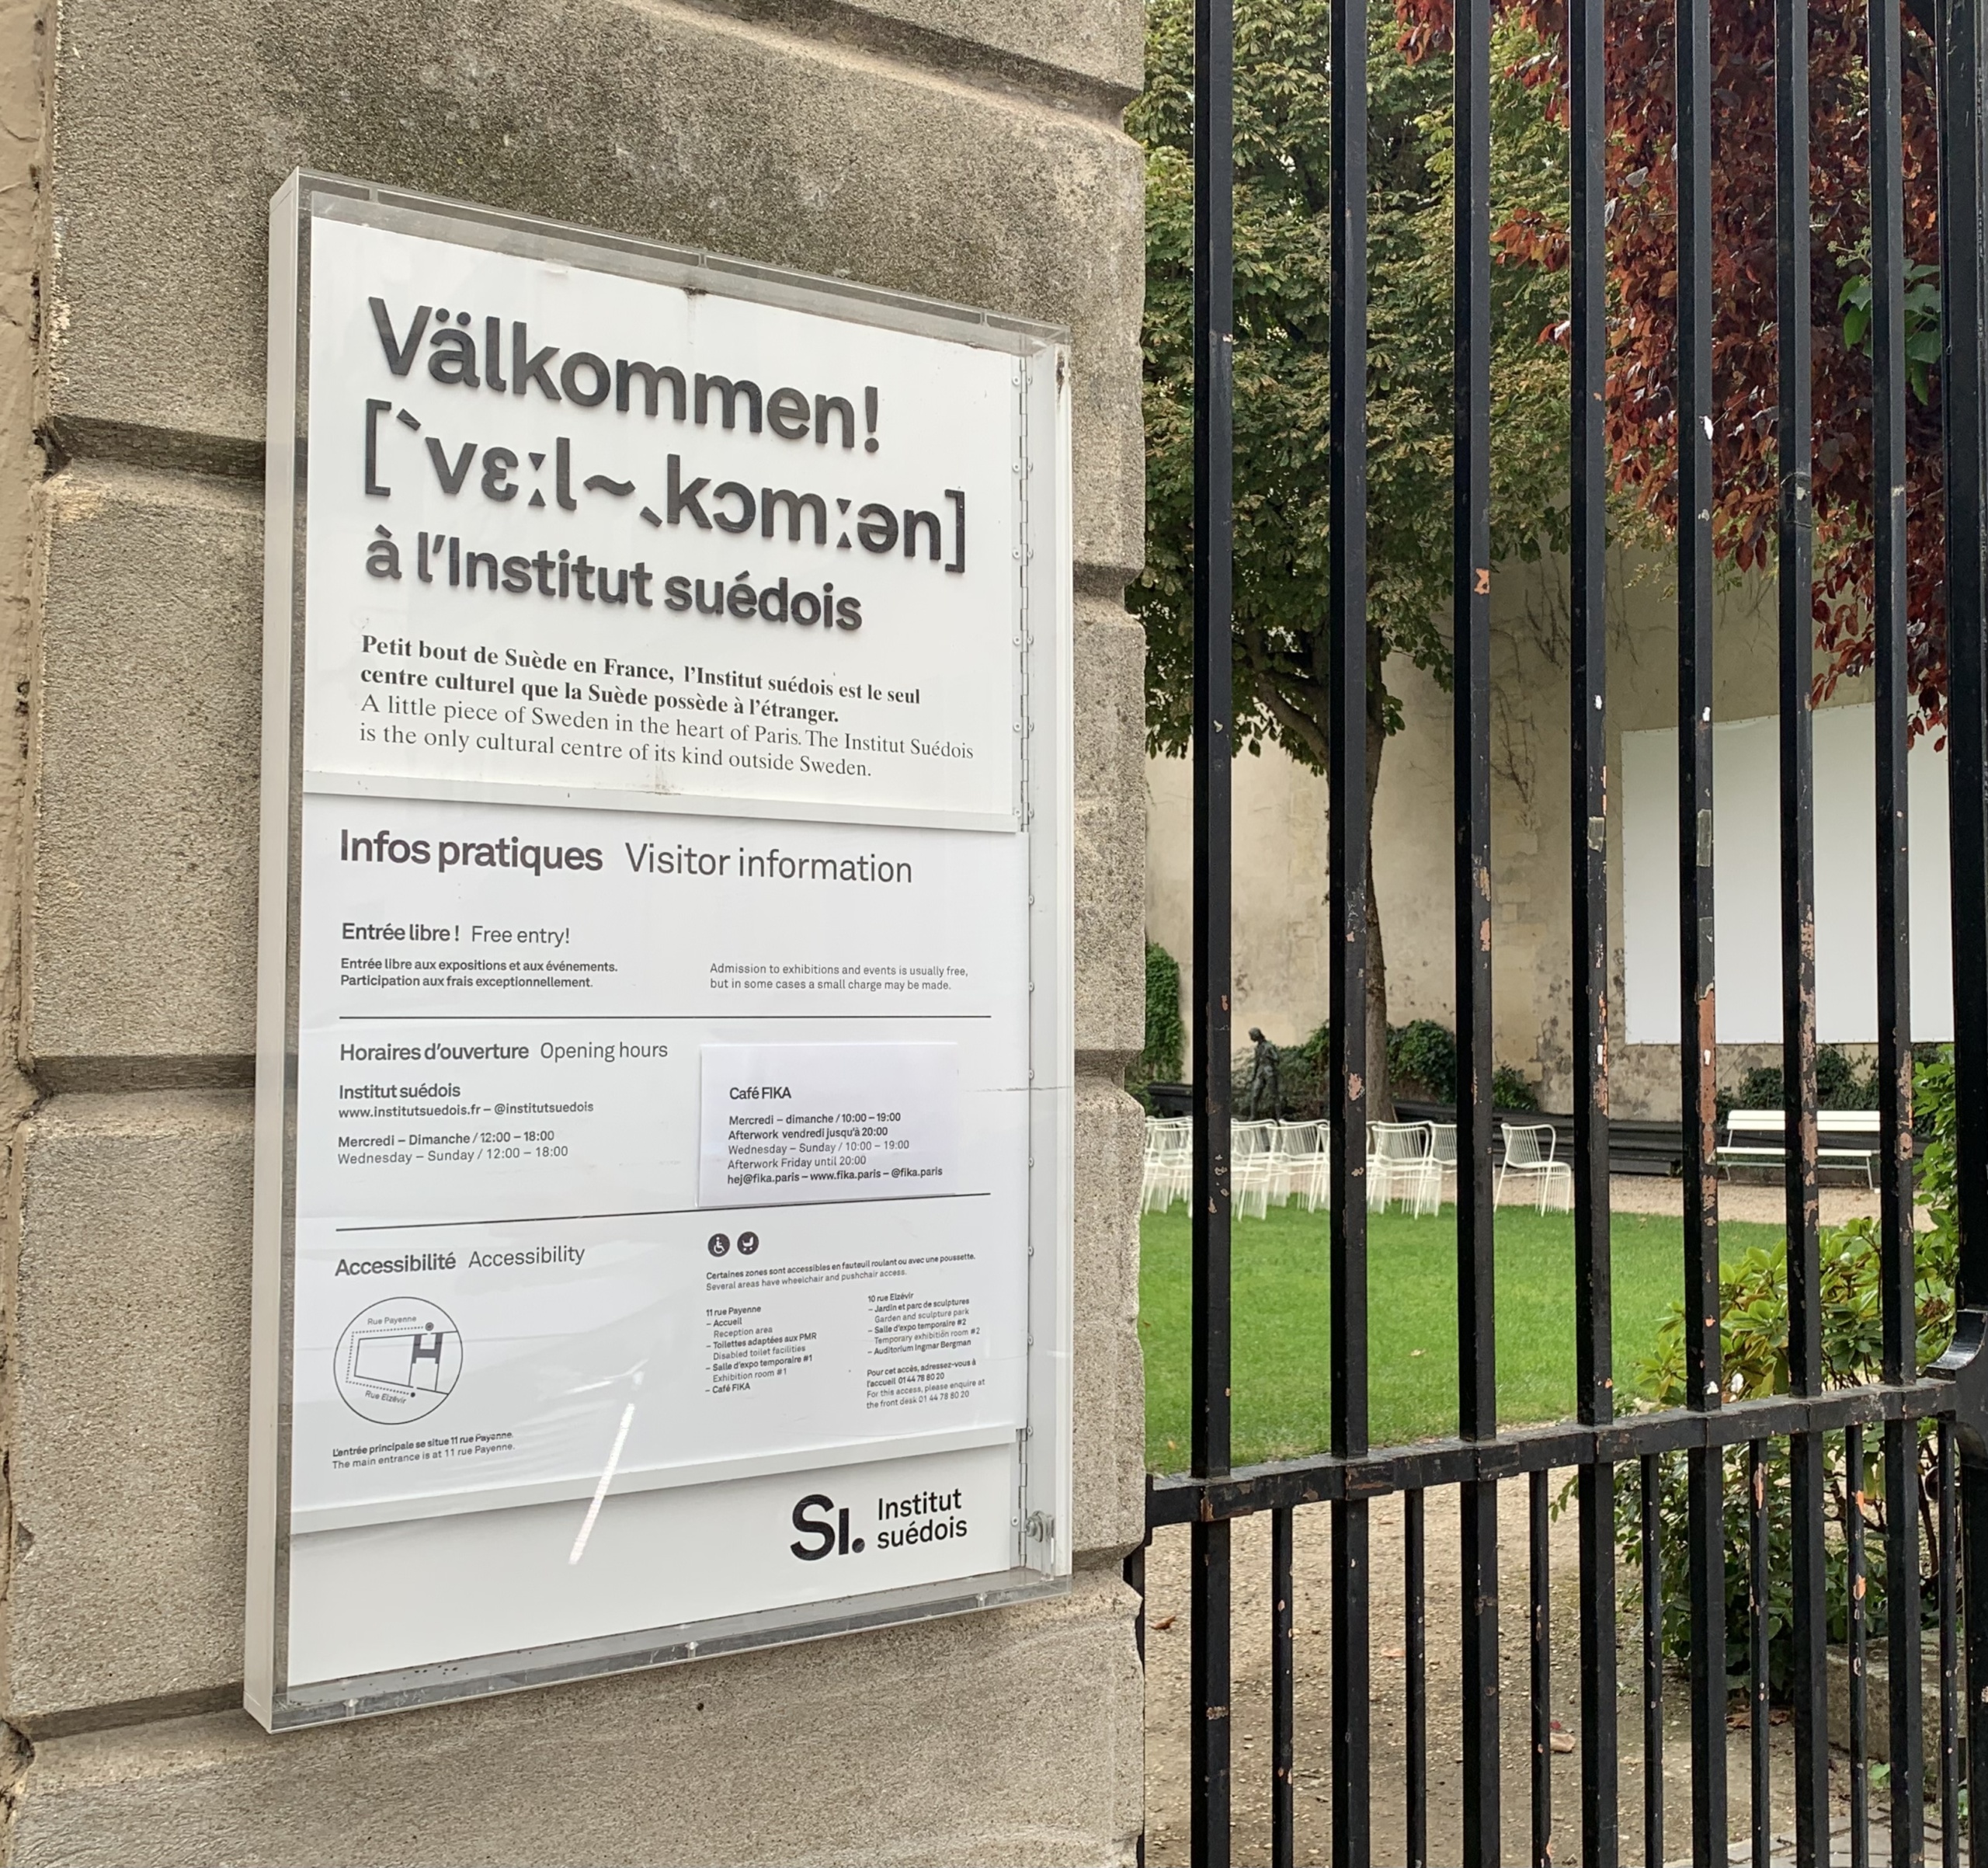 Välkommen!
[`vɛːl~ˎkɔmːən]
à l'Institut suédois
Petit bout de Suède en France, l'Institut suédois est le seul
centre culturel que la Suède possède à l'étranger.
A little piece of Sweden in the heart of Paris. The Institut Suédois
is the only cultural centre of its kind outside Sweden.
Infos pratiques Visitor information
Entrée libre ! Free entry!
Entrée libre aux expositions et aux événements.
Participation aux frais exceptionnellement.
Admission to exhibitions and events is usually free,
but in some cases a small charge may be made.
Horaires d'ouverture Opening hours
Institut suédois
www.institutsuedois.fr – @institutsuedois
Mercredi – Dimanche / 12:00 – 18:00
Wednesday – Sunday / 12:00 – 18:00
Café FIKA
Mercredi – dimanche / 10:00 – 19:00
Afterwork vendredi jusqu'à 20:00
Wednesday – Sunday / 10:00 – 19:00
Afterwork Friday until 20:00
hej@fika.paris – www.fika.paris – @fika.paris
Accessibilité Accessibility
Rue Payenne
Rue Elzévir
L'entrée principale se situe 11 rue Payenne.
The main entrance is at 11 rue Payenne.
Certaines zones sont accessibles en fauteuil roulant ou avec une poussette.
Several areas have wheelchair and pushchair access.
11 rue Payenne
– Accueil
Reception area
– Toilettes adaptées aux PMR
Disabled toilet facilities
– Salle d'expo temporaire #1
Exhibition room #1
– Café FIKA
10 rue Elzévir
– Jardin et parc de sculptures
Garden and sculpture park
– Salle d'expo temporaire #2
Temporary exhibition room #2
– Auditorium Ingmar Bergman
Pour cet accès, adressez-vous à
l'accueil 01 44 78 80 20
For this access, please enquire at
the front desk 01 44 78 80 20
SI. Institut
suédois